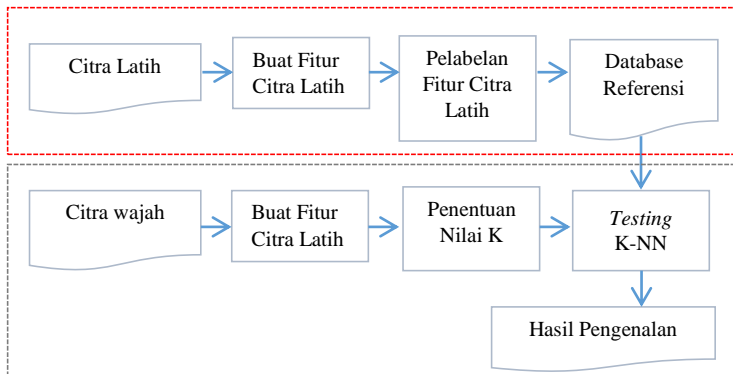 Citra Latih
Buat Fitur
Citra Latih
Pelabelan
Fitur Citra
Latih
Database
Referensi
Citra wajah
Buat Fitur
Citra Latih
Penentuan
Nilai K
Testing
K-NN
Hasil Pengenalan